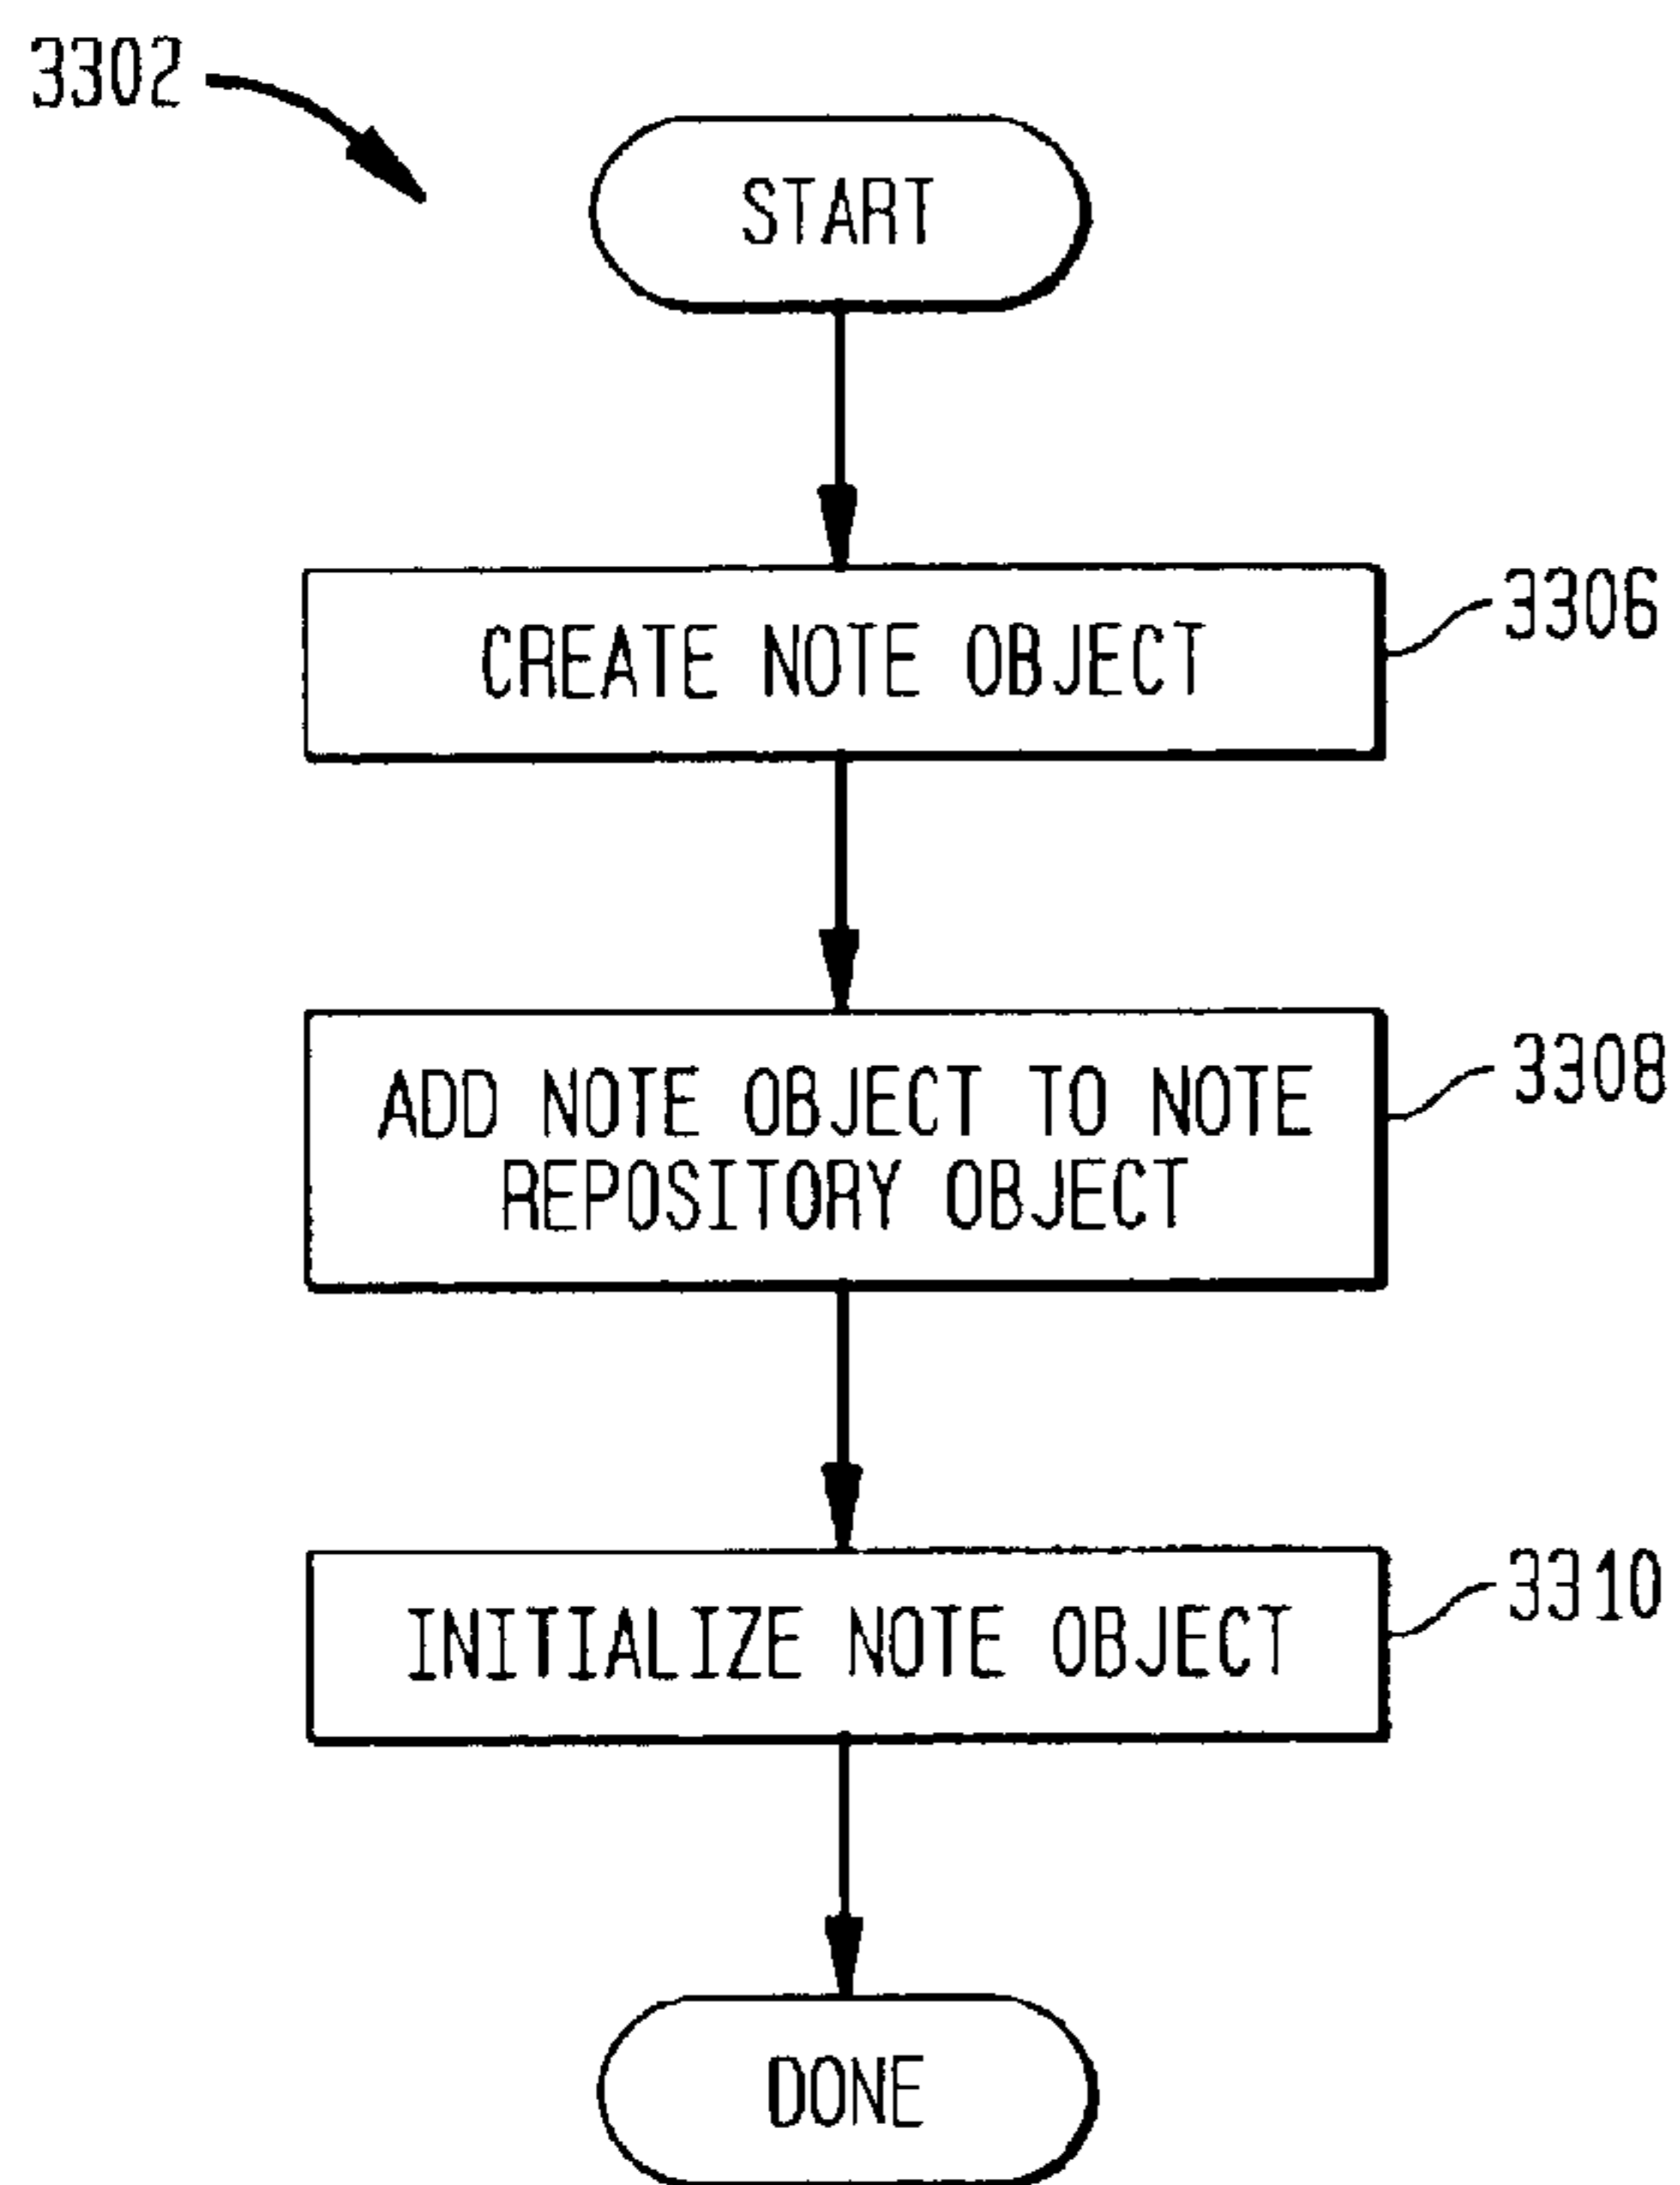 3302
START
CREATE NOTE OBJECT
3306
ADD NOTE OBJECT TO NOTE
REPOSITORY OBJECT
3308
INITIALIZE NOTE OBJECT
3310
DONE